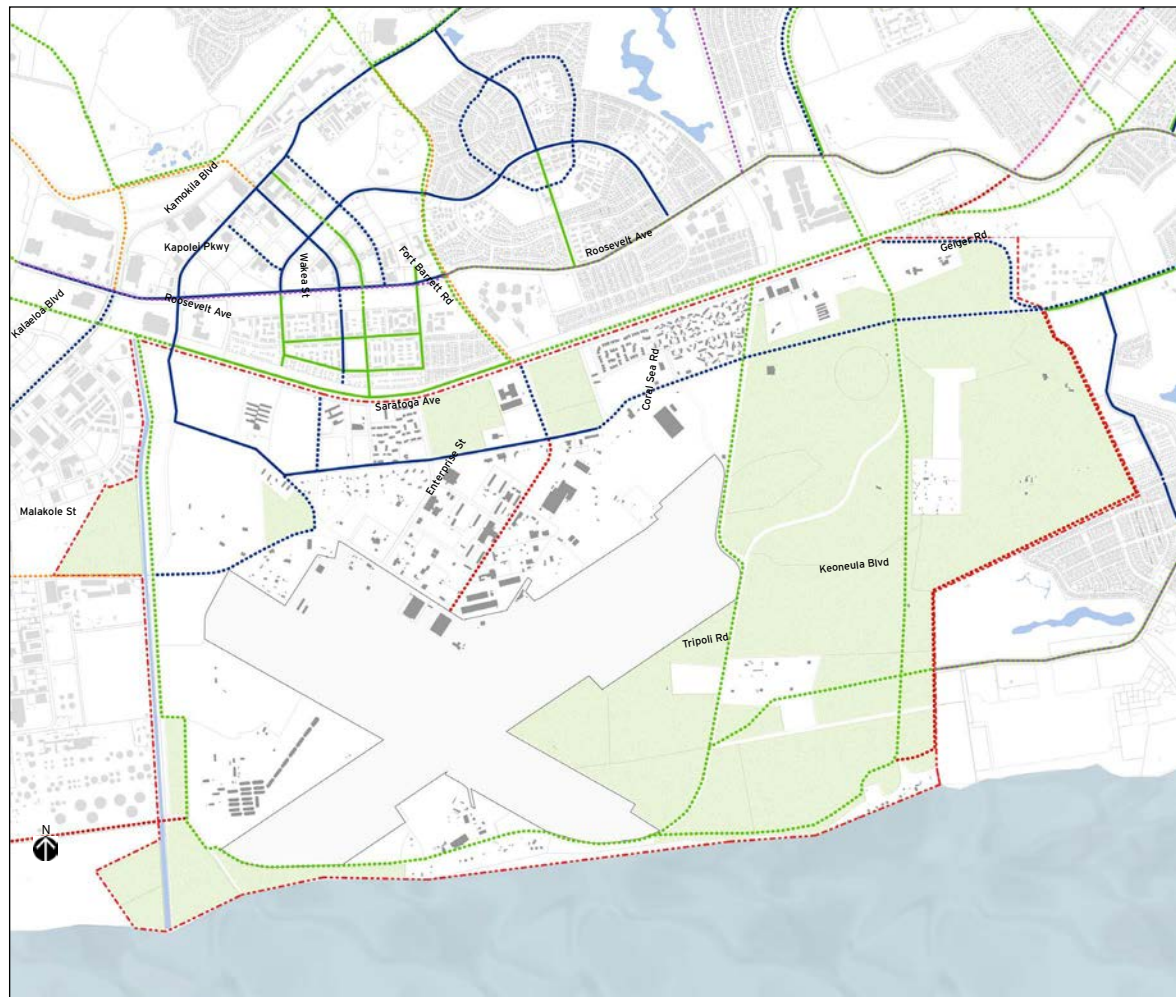 Kamokila Blvd
Kapolei Pkwy
Wakea St
Fort Barrett Rd
Roosevelt Ave
Geiger Rd
Kalaeloa Blvd
Roosevelt Ave
Coral Sea Rd
Saratoga Ave
Enterprise St
Malakole St
Keoneula Blvd
Tripoli Rd
N